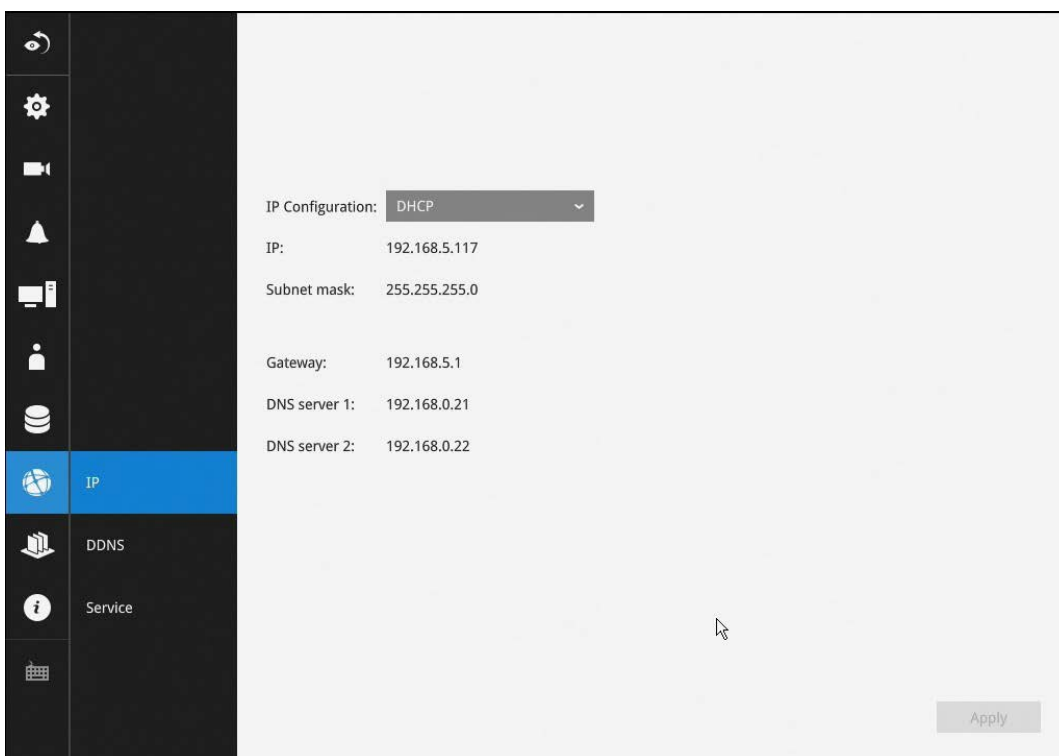 IP Configuration: DHCP
IP: 192.168.5.117
Subnet mask: 255.255.255.0
Gateway: 192.168.5.1
DNS server 1: 192.168.0.21
DNS server 2: 192.168.0.22
IP
DDNS
Service
Apply